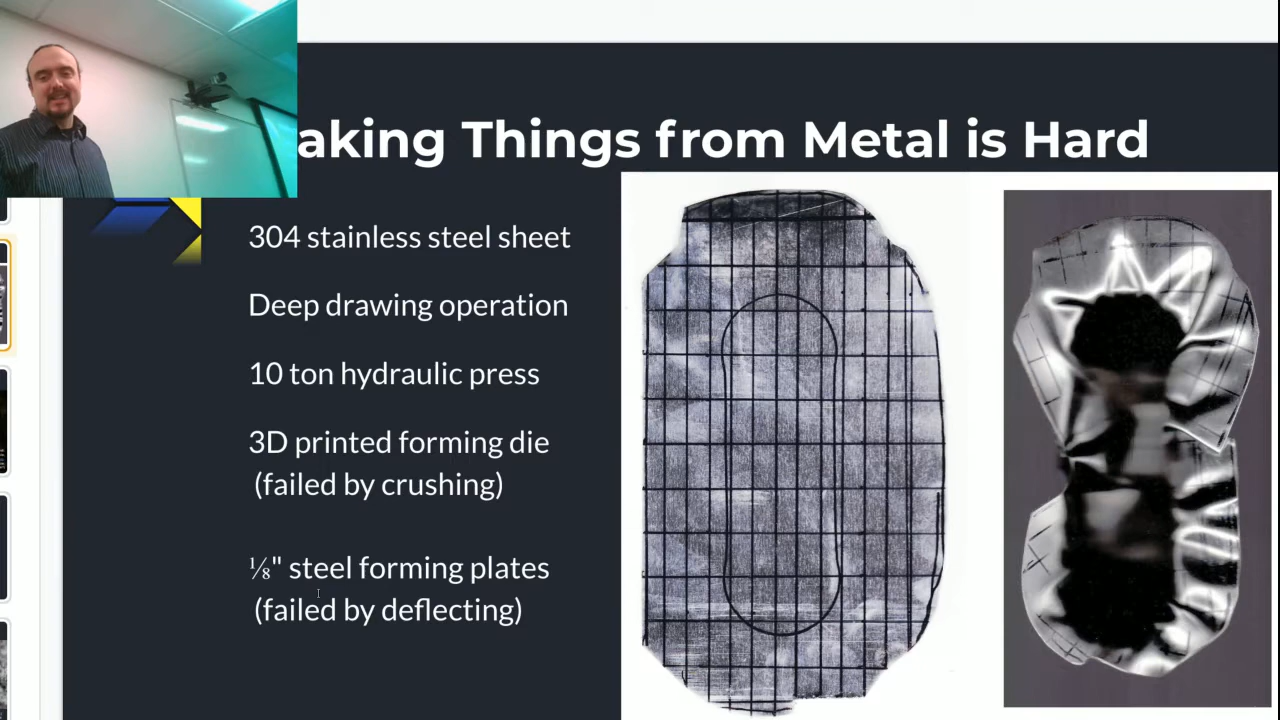 aking Things from Metal is Hard
304 stainless steel sheet
Deep drawing operation
10 ton hydraulic press
3D printed forming die
(failed by crushing)
⅛" steel forming plates
(failed by deflecting)